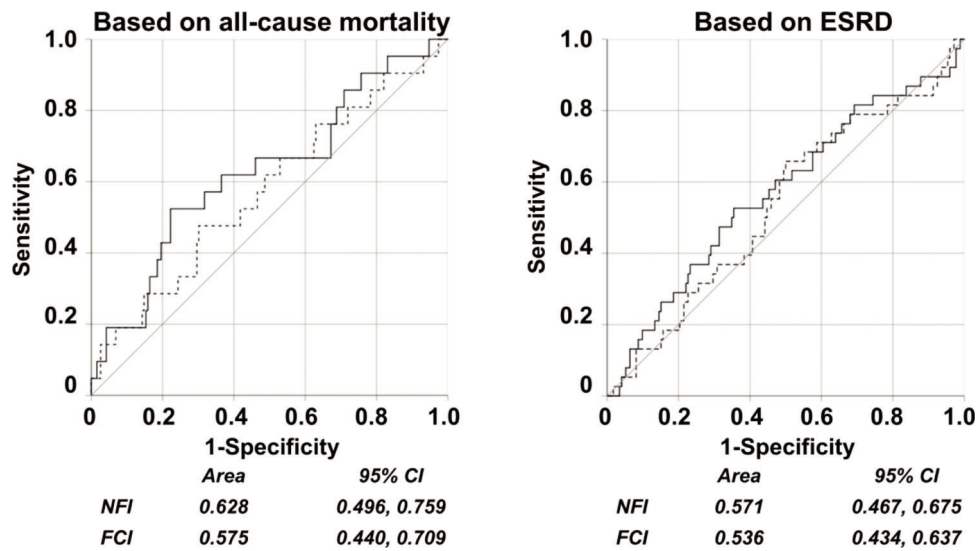 Based on all-cause mortality
1.0
0.8
0.6
0.4
0.2
0
Sensitivity
0 0.2 0.4 0.6 0.8 1.0
1-Specificity
Area 95% CI
NFI 0.628 0.496, 0.759
FCI 0.575 0.440, 0.709
Based on ESRD
1.0
0.8
0.6
0.4
0.2
0
Sensitivity
0 0.2 0.4 0.6 0.8 1.0
1-Specificity
Area 95% CI
NFI 0.571 0.467, 0.675
FCI 0.536 0.434, 0.637